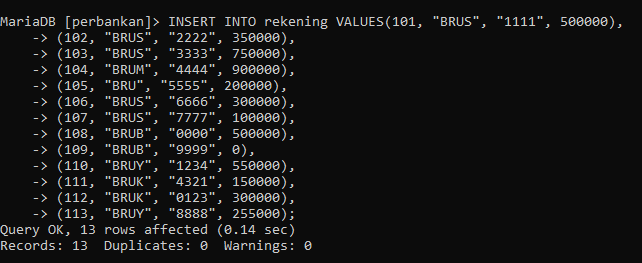 MariaDB [perbankan]> INSERT INTO rekening VALUES(101, "BRUS", "1111", 500000),
    -> (102, "BRUS", "2222", 350000),
    -> (103, "BRUS", "3333", 750000),
    -> (104, "BRUM", "4444", 900000),
    -> (105, "BRU", "5555", 200000),
    -> (106, "BRUS", "6666", 300000),
    -> (107, "BRUS", "7777", 100000),
    -> (108, "BRUB", "0000", 500000),
    -> (109, "BRUB", "9999", 0),
    -> (110, "BRUY", "1234", 550000),
    -> (111, "BRUK", "4321", 150000),
    -> (112, "BRUK", "0123", 300000),
    -> (113, "BRUY", "8888", 255000);
Query OK, 13 rows affected (0.14 sec)
Records: 13  Duplicates: 0  Warnings: 0